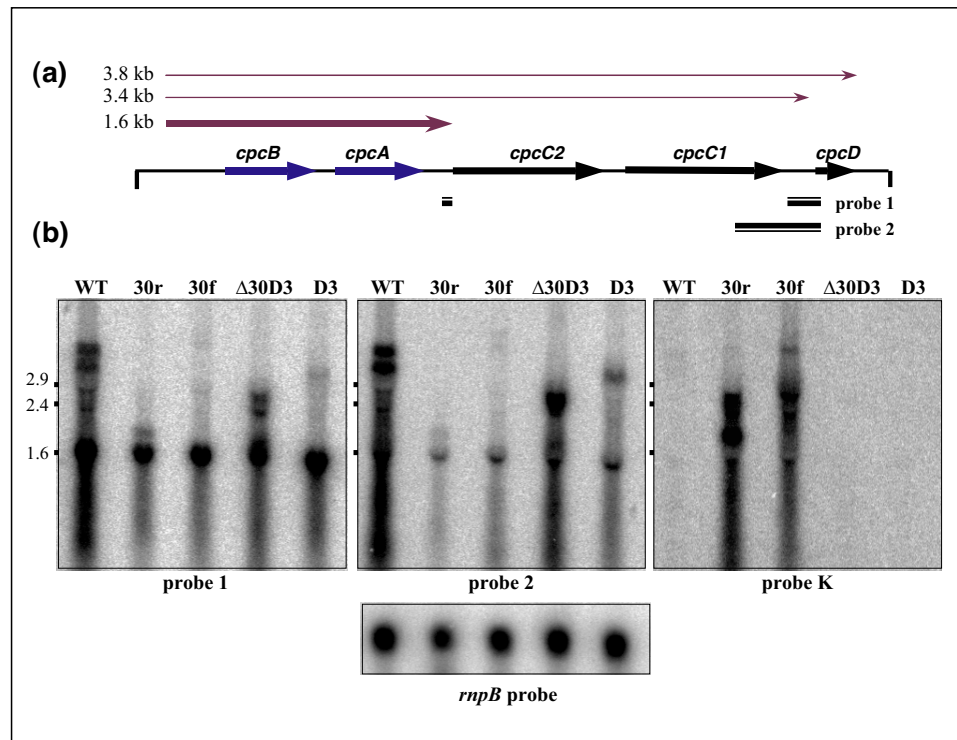 (a)
3.8 kb
3.4 kb
1.6 kb
cpcB cpcA cpcC2 cpcC1 cpcD
probe 1
probe 2
(b)
WT 30r 30f Δ30D3 D3 WT 30r 30f Δ30D3 D3 WT 30r 30f Δ30D3 D3
2.9
2.4
1.6
probe 1 probe 2 probe K
rnpB probe